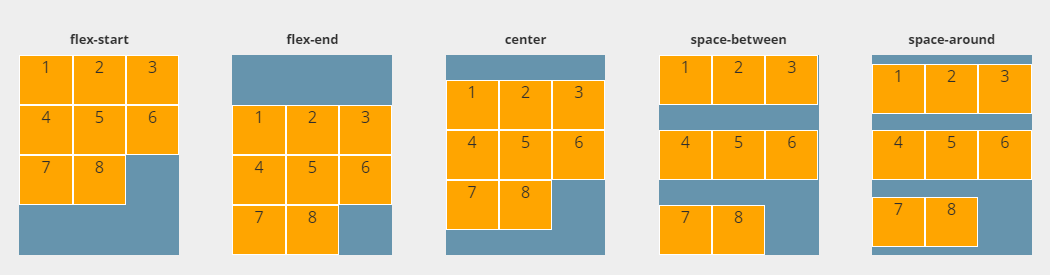 flex-start
1 2 3
4 5 6
7 8
flex-end
1 2 3
4 5 6
7 8
center
1 2 3
4 5 6
7 8
space-between
1 2 3
4 5 6
7 8
space-around
1 2 3
4 5 6
7 8